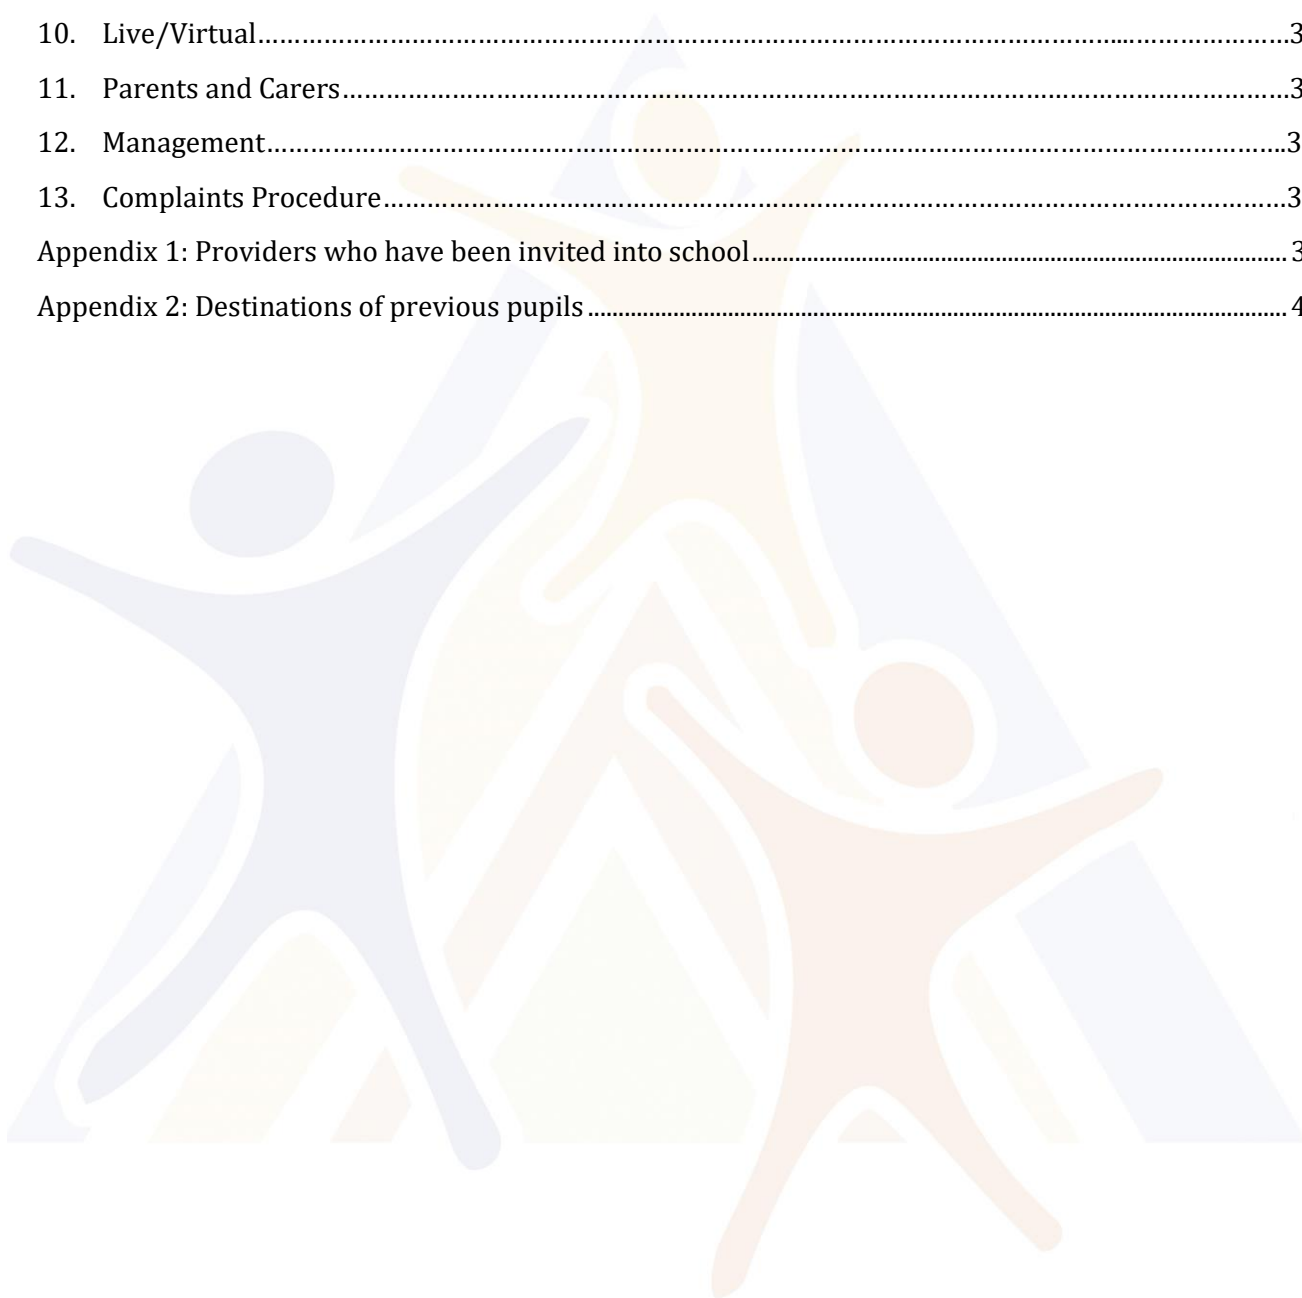 10. Live/Virtual........................................................................................................................3
11. Parents and Carers............................................................................................................3
12. Management......................................................................................................................3
13. Complaints Procedure.......................................................................................................3
Appendix 1: Providers who have been invited into school.......................................................3
Appendix 2: Destinations of previous pupils............................................................................4